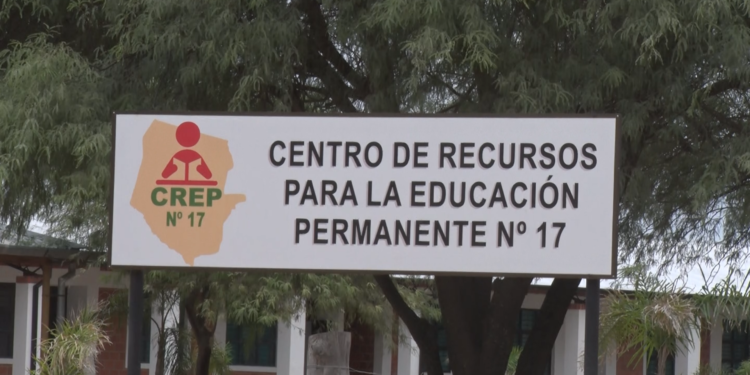 CREP
Nº 17
CENTRO DE RECURSOS
PARA LA EDUCACIÓN
PERMANENTE Nº 17